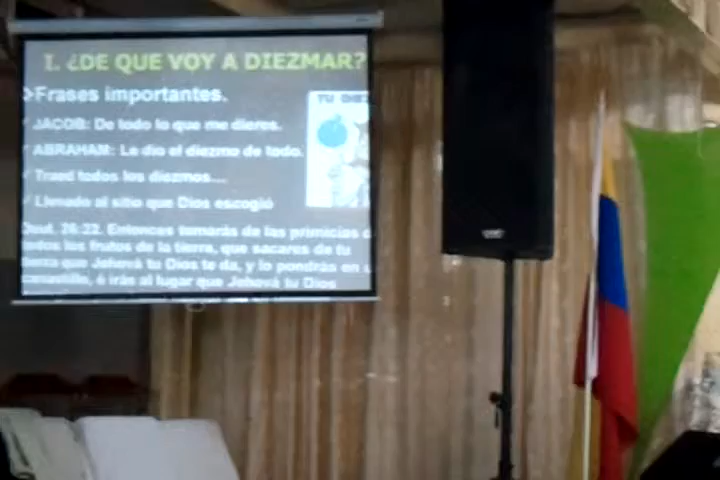 I. ¿DE QUE VOY A DIEZMAR?
Frases importantes.
JACOB: De todo lo que me dieres.
ABRAHAM: Le dio el diezmo de todo.
Traed todos los diezmos....
Llevado al sitio que Dios escogió
TU DIEZ
26:22. Entonces tomarás de las primicias
todos los frutos de la tierra, que sacares de tu
tierra que Jehová tu Dios te da, y lo pondrás en
canastillo, é irás al lugar que Jehová tu Dios